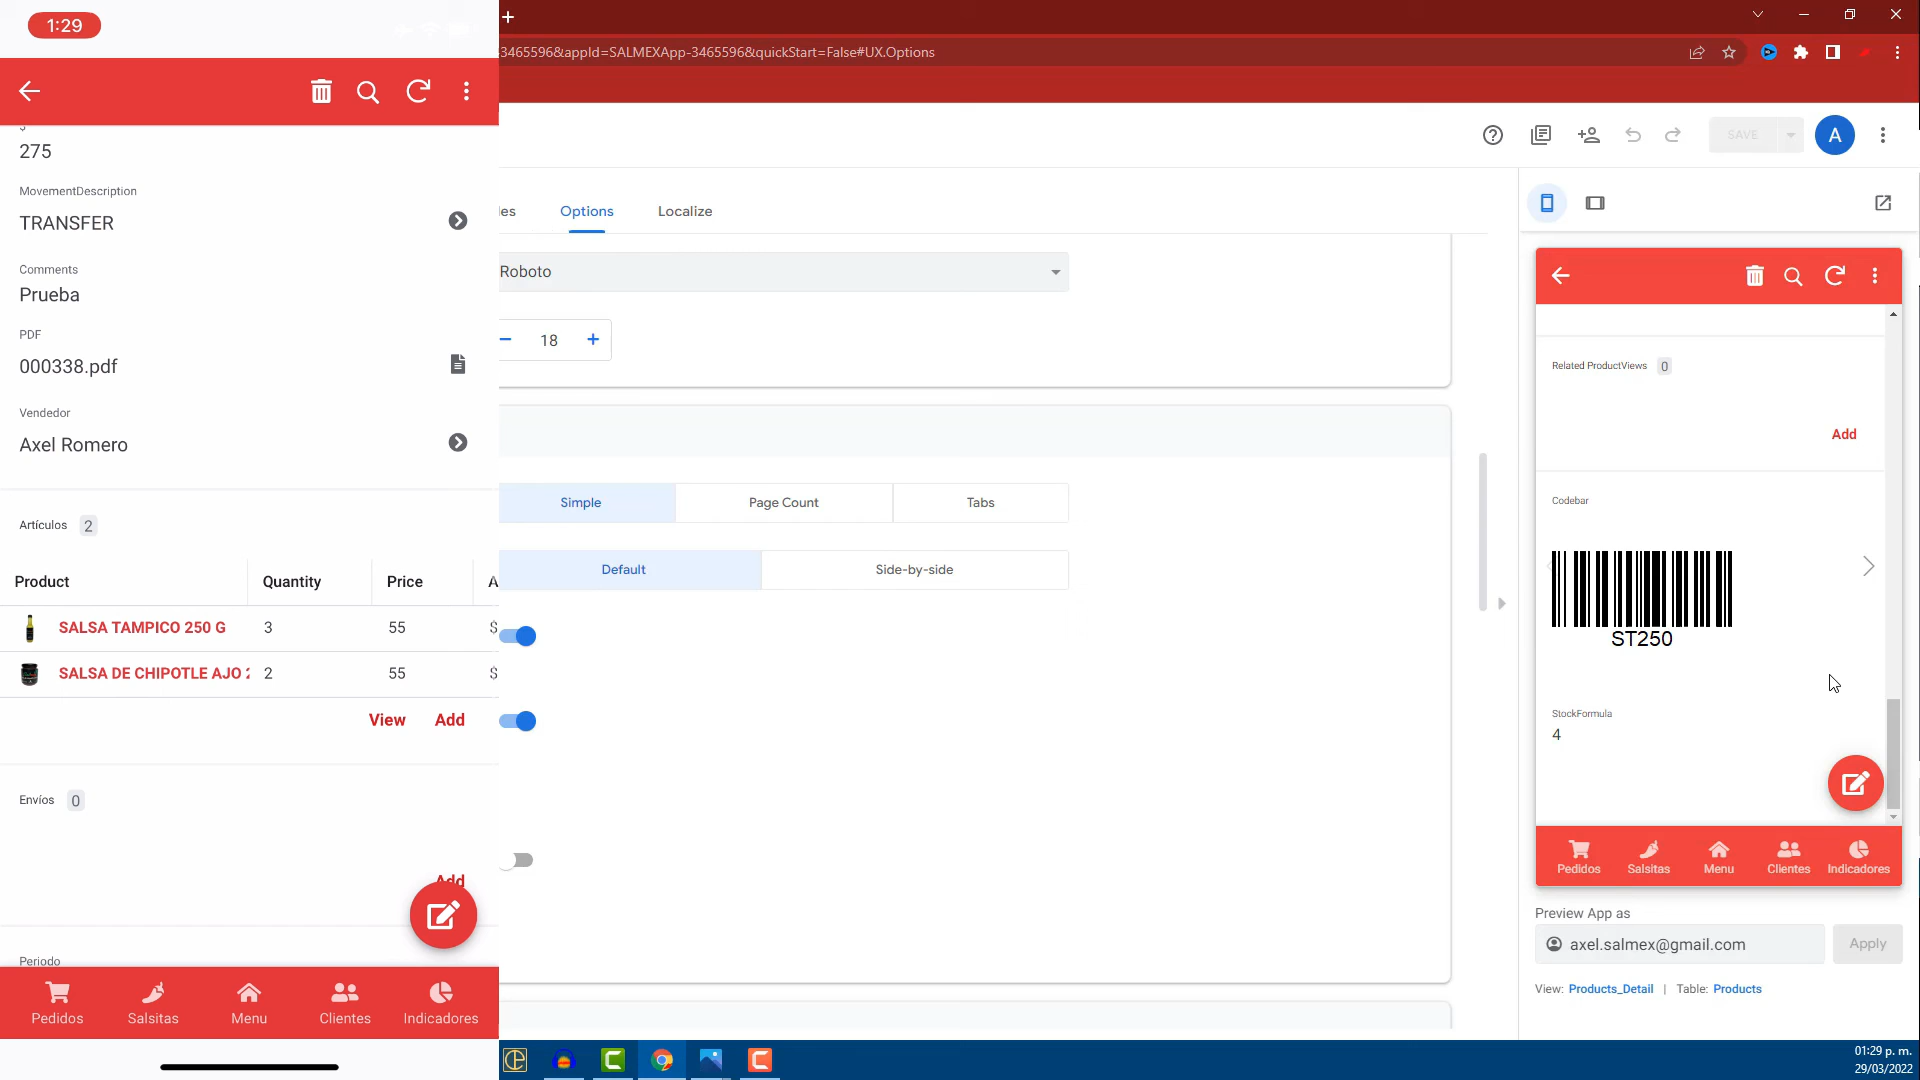 1:29
275
MovementDescription
TRANSFER
Comments
Prueba
PDF
000338.pdf
Vendedor
Axel Romero
Artículos 2
Product Quantity Price A
SALSA TAMPICO 250 G 3 55 $
SALSA DE CHIPOTLE AJO 2 2 55 $
View Add
Envíos 0
Add
Periodo
Pedidos Salsitas Menu Clientes Indicadores
3465596&appId=SALMEXApp-3465596&quickStart=False#UX.Options
SAVE
A
les Options Localize
Roboto
18
Simple Page Count Tabs
Default Side-by-side
Related ProductViews 0
Add
Codebar
ST250
StockFormula
4
Pedidos Salsitas Menu Clientes Indicadores
Preview App as
axel.salmex@gmail.com Apply
View: Products_Detail | Table: Products
01:29 p. m.
29/03/2022